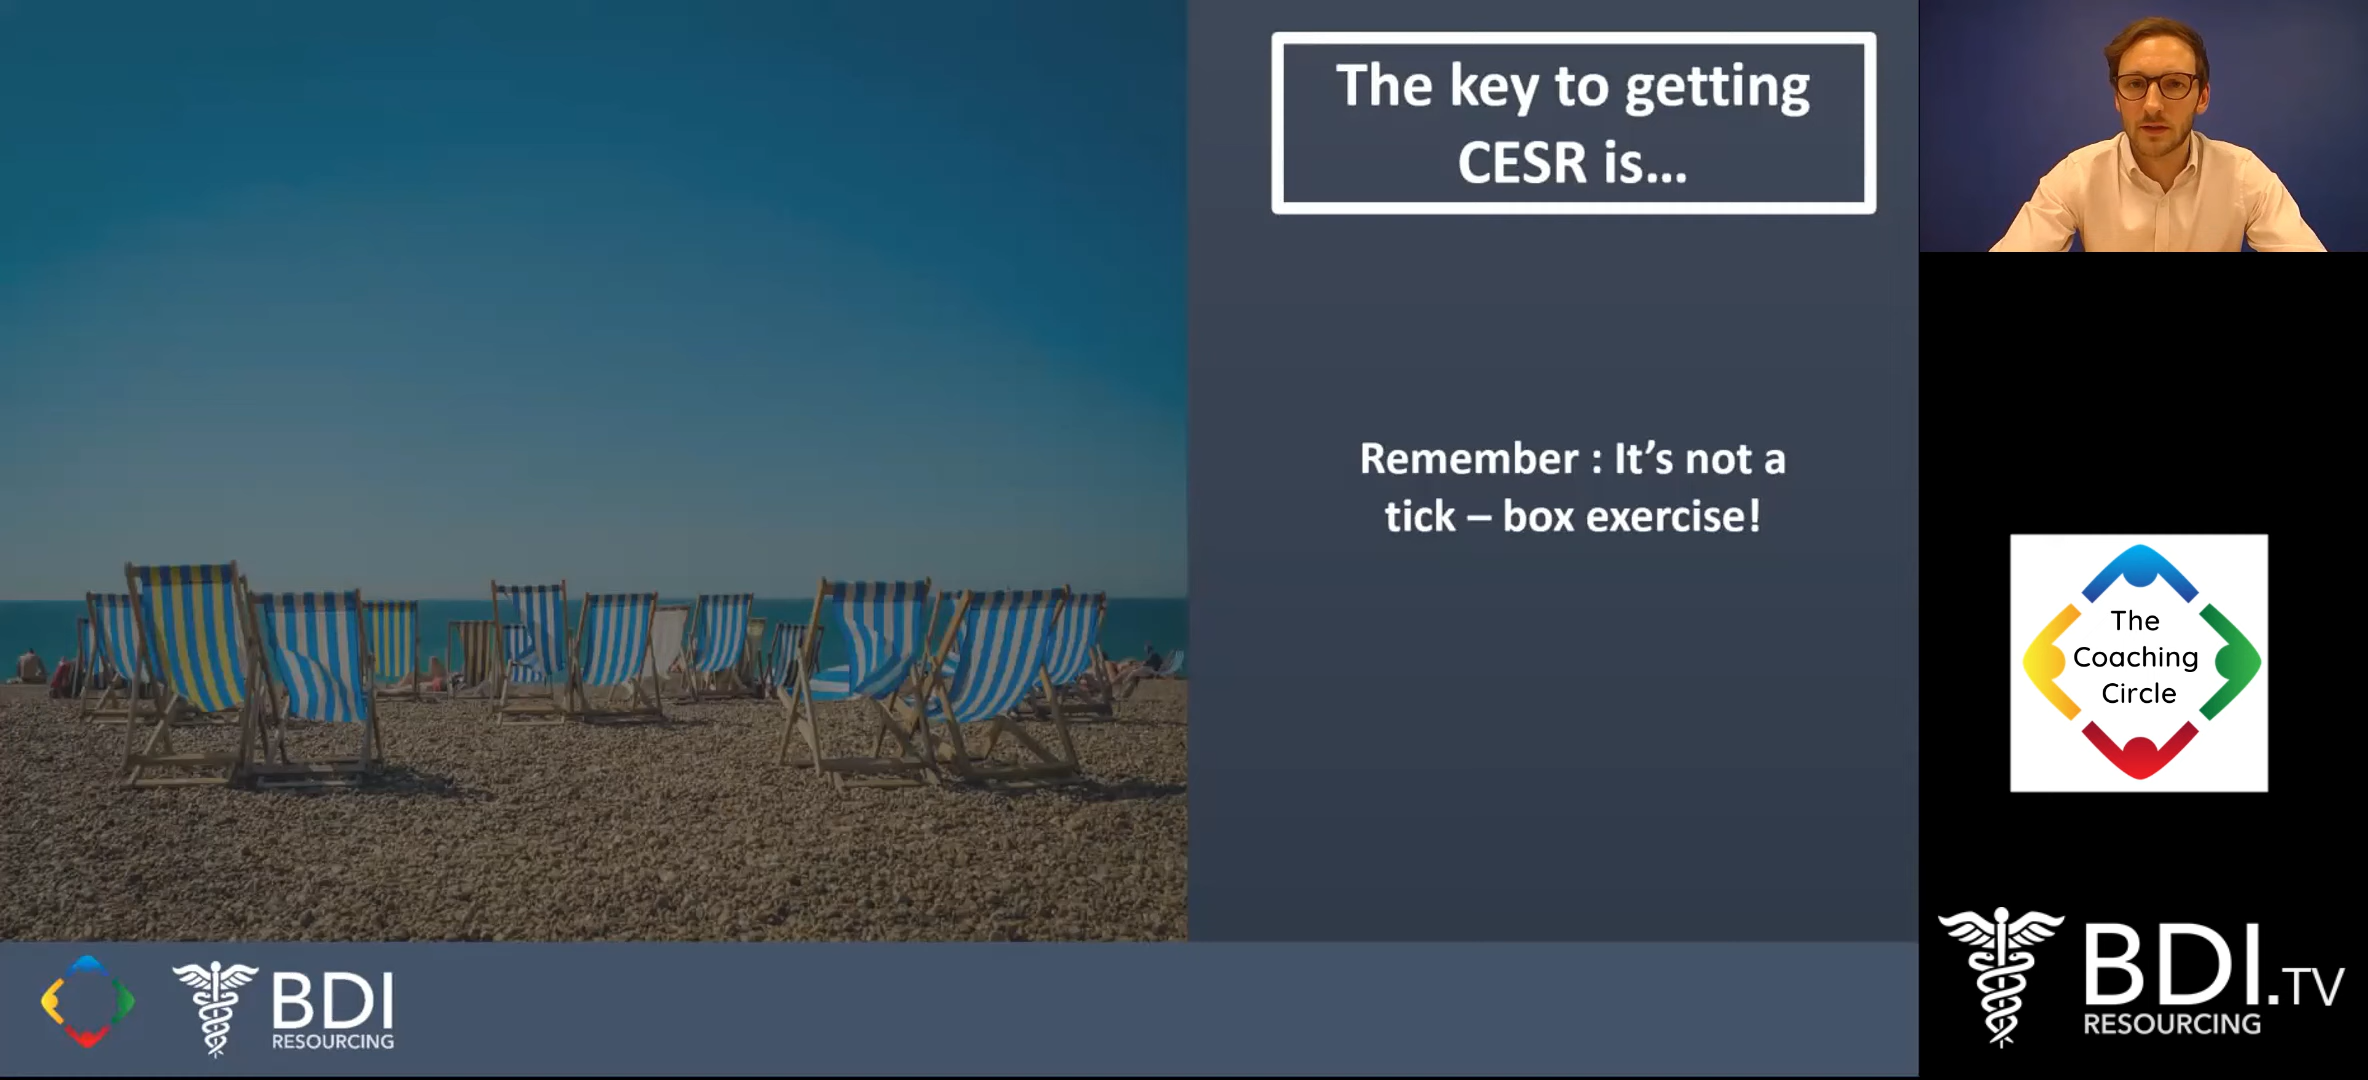 The key to getting
CESR is...
Remember : It’s not a
tick – box exercise!
The
Coaching
Circle
BDI
RESOURCING
BDI.TV
RESOURCING